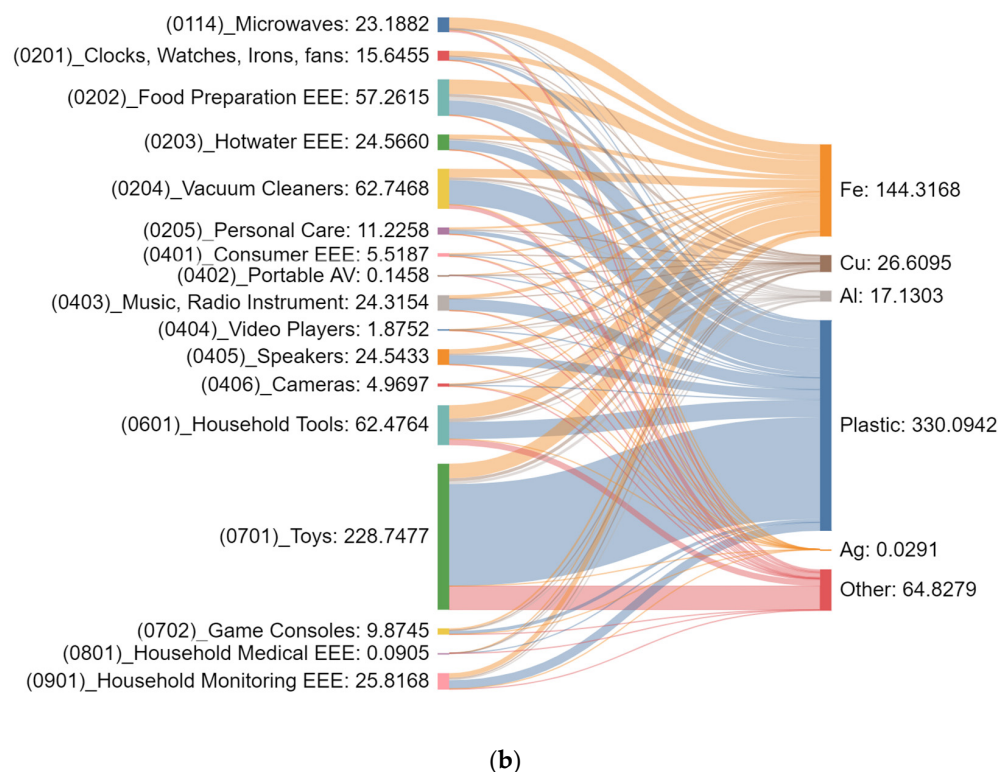 (0114)_Microwaves: 23.1882
(0201)_Clocks, Watches, Irons, fans: 15.6455
(0202)_Food Preparation EEE: 57.2615
(0203)_Hotwater EEE: 24.5660
(0204)_Vacuum Cleaners: 62.7468
(0205)_Personal Care: 11.2258
(0401)_Consumer EEE: 5.5187
(0402)_Portable AV: 0.1458
(0403)_Music, Radio Instrument: 24.3154
(0404)_Video Players: 1.8752
(0405)_Speakers: 24.5433
(0406)_Cameras: 4.9697
(0601)_Household Tools: 62.4764
(0701)_Toys: 228.7477
(0702)_Game Consoles: 9.8745
(0801)_Household Medical EEE: 0.0905
(0901)_Household Monitoring EEE: 25.8168
Fe: 144.3168
Cu: 26.6095
Al: 17.1303
Plastic: 330.0942
Ag: 0.0291
Other: 64.8279
(b)